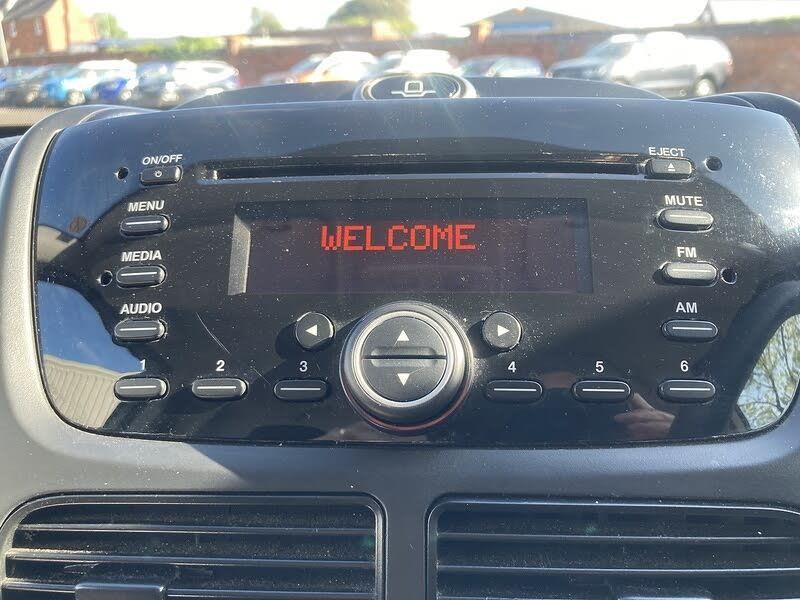 ON/OFF
EJECT
MENU
MUTE
WELCOME
MEDIA
FM
AUDIO
AM
1 2 3 4 5 6